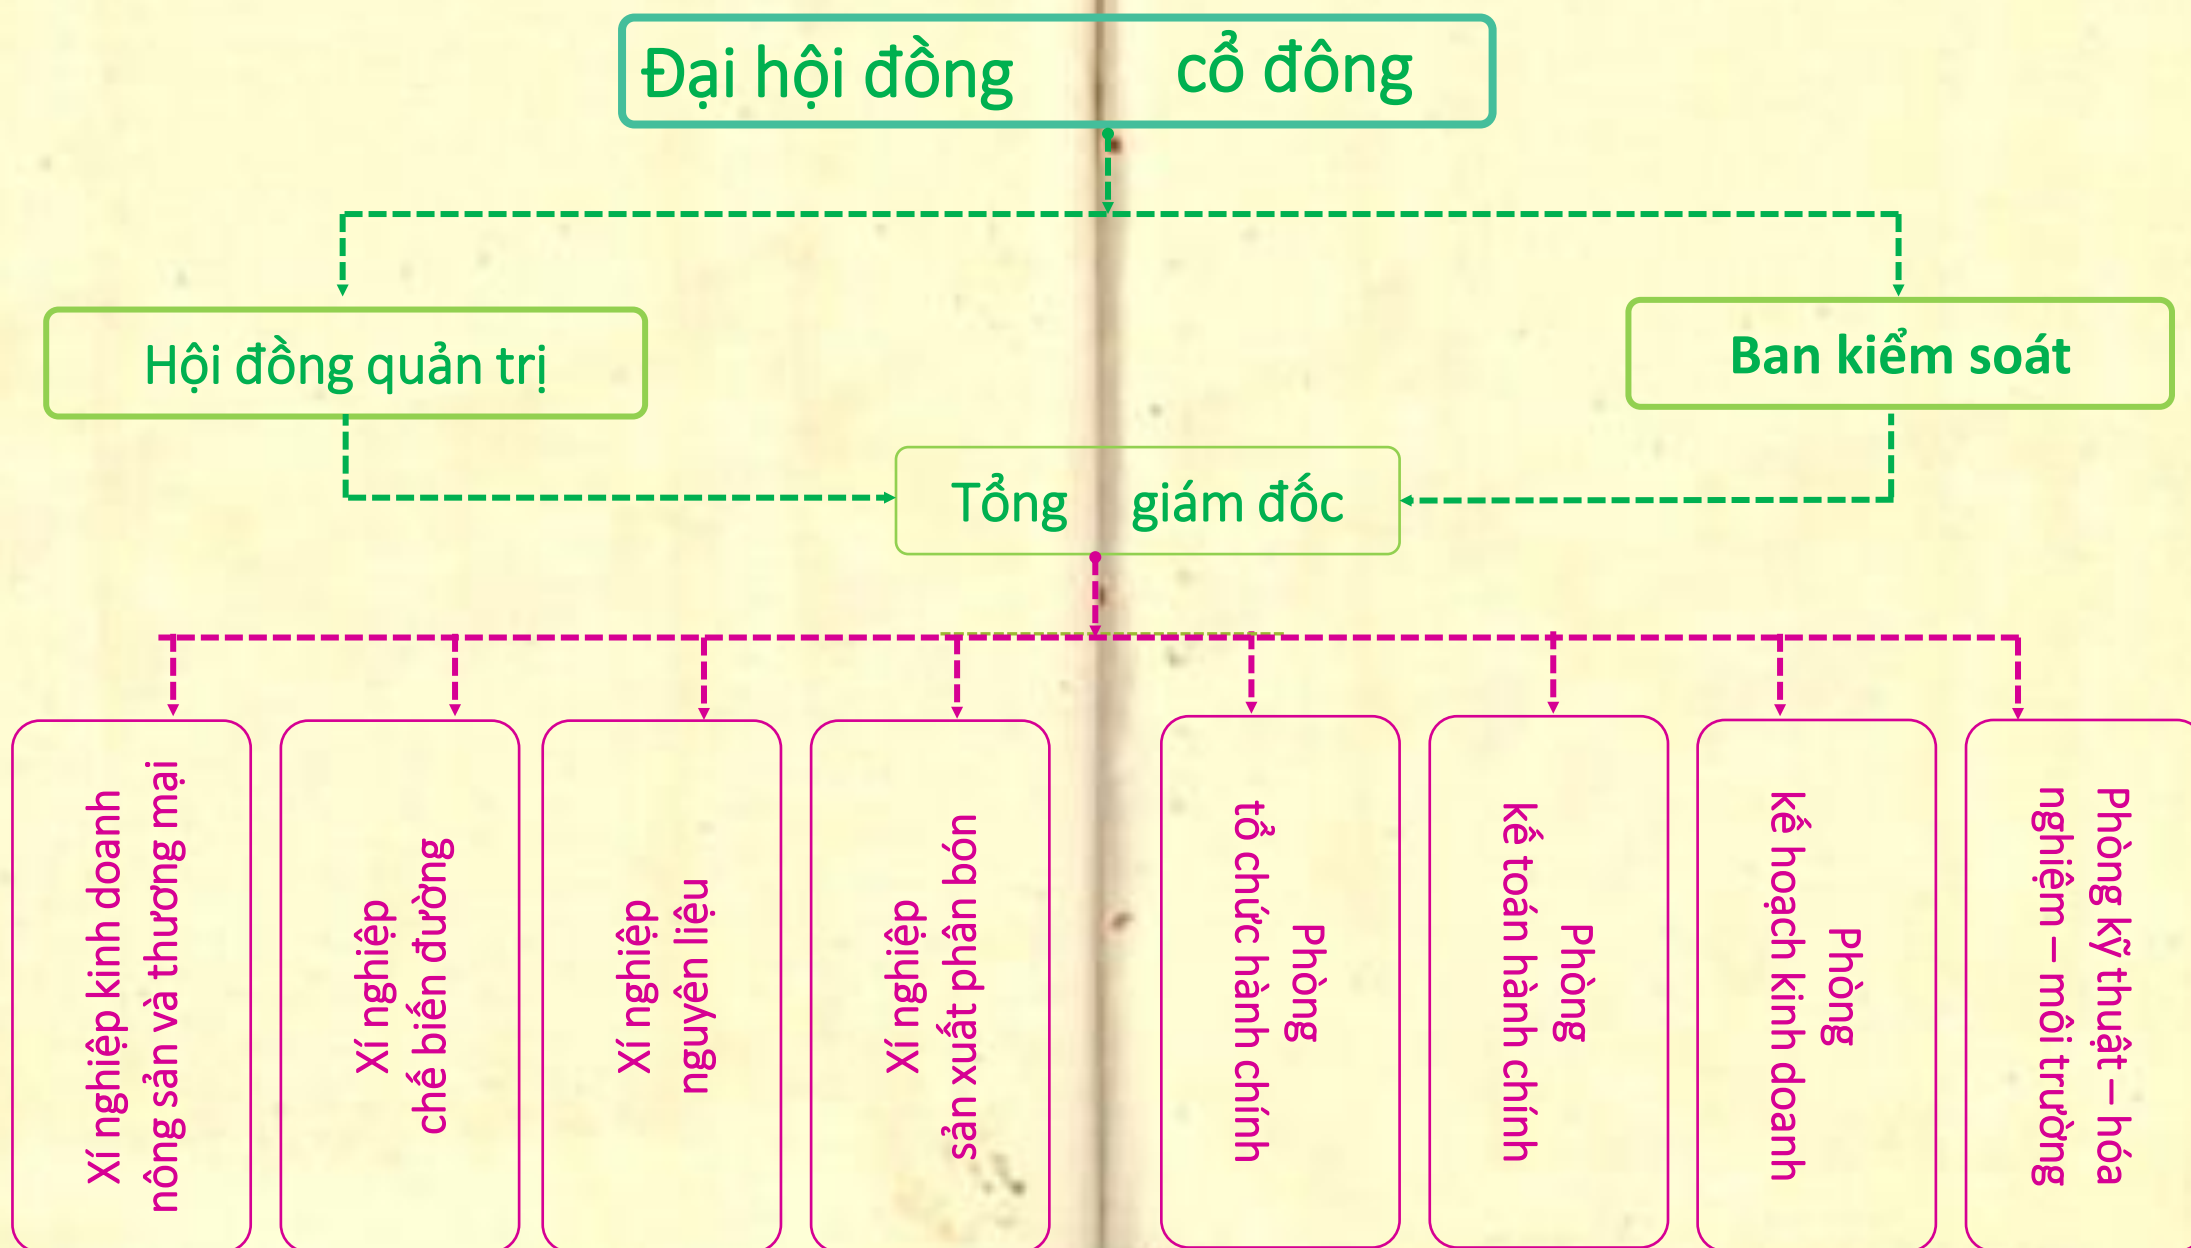 Đại hội đồng cổ đông
Hội đồng quản trị
Ban kiểm soát
Tổng giám đốc
Xí nghiệp kinh doanh
nông sản và thương mại
Xí nghiệp
chế biến đường
Xí nghiệp
nguyên liệu
Xí nghiệp
sản xuất phân bón
Phòng
tổ chức hành chính
Phòng
kế toán hành chính
Phòng
kế hoạch kinh doanh
Phòng kỹ thuật – hóa
nghiệm – môi trường